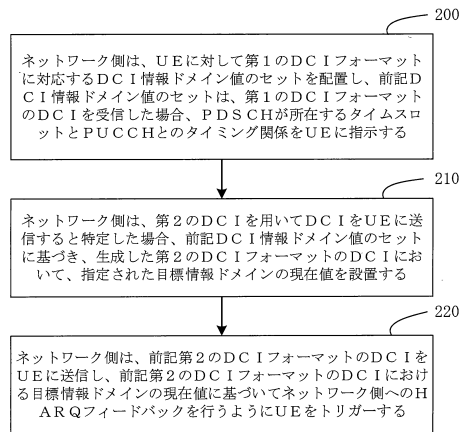 200
ネットワーク側は、UEに対して第1のDCIフォーマット
に対応するDCI情報ドメイン値のセットを配置し、前記D
CI情報ドメイン値のセットは、第1のDCIフォーマット
のDCIを受信した場合、PDSCHが所在するタイムスロ
ットとPUCCHとのタイミング関係をUEに指示する
210
ネットワーク側は、第2のDCIを用いてDCIをUEに送
信すると特定した場合、前記DCI情報ドメイン値のセット
に基づき、生成した第2のDCIフォーマットのDCIにお
いて、指定された目標情報ドメインの現在値を設置する
220
ネットワーク側は、前記第2のDCIフォーマットのDCIを
UEに送信し、前記第2のDCIフォーマットのDCIにおけ
る目標情報ドメインの現在値に基づいてネットワーク側へのH
ARQフィードバックを行うようにUEをトリガーする